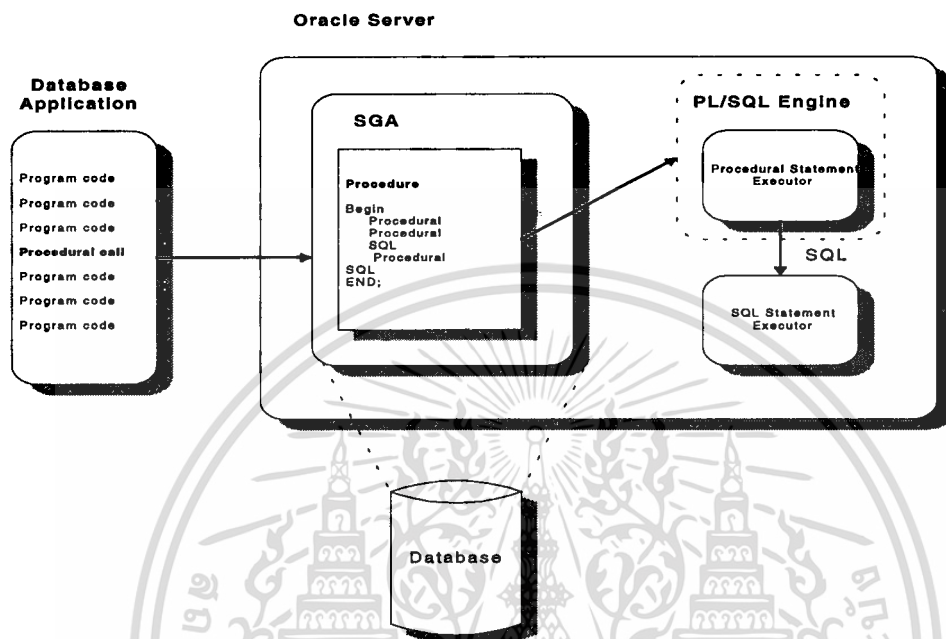 Oracle Server
Database
Application
Program code
Program code
Program code
Procedural call
Program code
Program code
Program code
SGA
Procedure
Begin
Procedural
Procedural
SQL
Procedural
SQL
END;
PL/SQL Engine
Procedural Statement
Executor
SQL
SQL Statement
Executor
Database